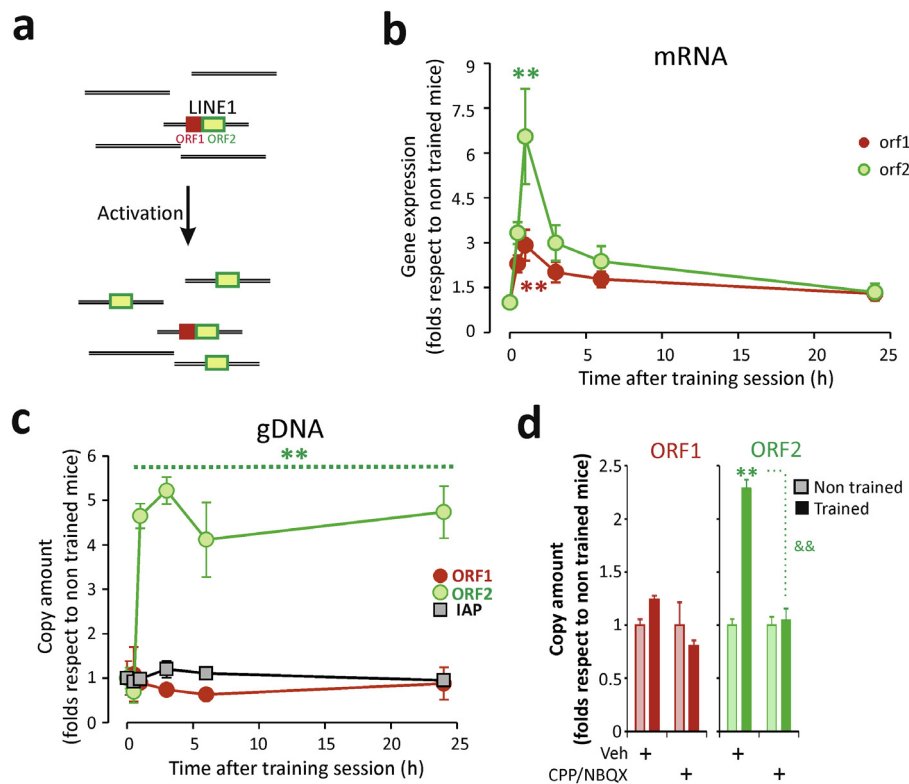 a
LINE1
ORF1 ORF2
Activation
b
mRNA
Gene expression
(folds respect to non trained mice)
9
7.5
6
4.5
3
1.5
0
**
**
orf1
orf2
0 5 10 15 20 25
Time after training session (h)
c
gDNA
Copy amount
(folds respect to non trained mice)
6
5
4
3
2
1
0
**
ORF1
ORF2
IAP
0 5 10 15 20 25
Time after training session (h)
d
ORF1 ORF2
Copy amount
(folds respect to non trained mice)
2.5
2
1.5
1
0.5
0
**
&&
Non trained
Trained
Veh + +
CPP/NBQX + +